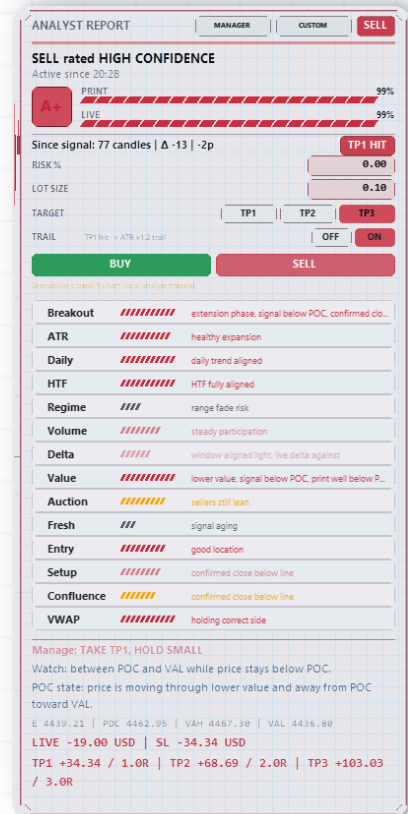 ANALYST REPORT MANAGER CUSTOM SELL
SELL rated HIGH CONFIDENCE
Active since 20:28
A+
PRINT 99%
LIVE 99%
Since signal: 77 candles | Δ -13 | -2p TP1 HIT
RISK % 0.00
LOT SIZE 0.10
TARGET TP1 TP2 TP3
TRAIL TP1 hit -> ATR x1.2 trail OFF ON
BUY SELL
Breakout extension phase, signal below POC, confirmed clo...
ATR healthy expansion
Daily daily trend aligned
HTF HTF fully aligned
Regime range fade risk
Volume steady participation
Delta window aligned light, live delta against
Value lower value, signal below POC, print well below P...
Auction sellers still lean
Fresh signal aging
Entry good location
Setup confirmed close below line
Confluence confirmed close below line
VWAP holding correct side
Manage: TAKE TP1, HOLD SMALL
Watch: between POC and VAL while price stays below POC.
POC state: price is moving through lower value and away from POC
toward VAL.
E 4439.21 | POC 4462.95 | VAH 4467.30 | VAL 4436.80
LIVE -19.00 USD | SL -34.34 USD
TP1 +34.34 / 1.0R | TP2 +68.69 / 2.0R | TP3 +103.03
/ 3.0R